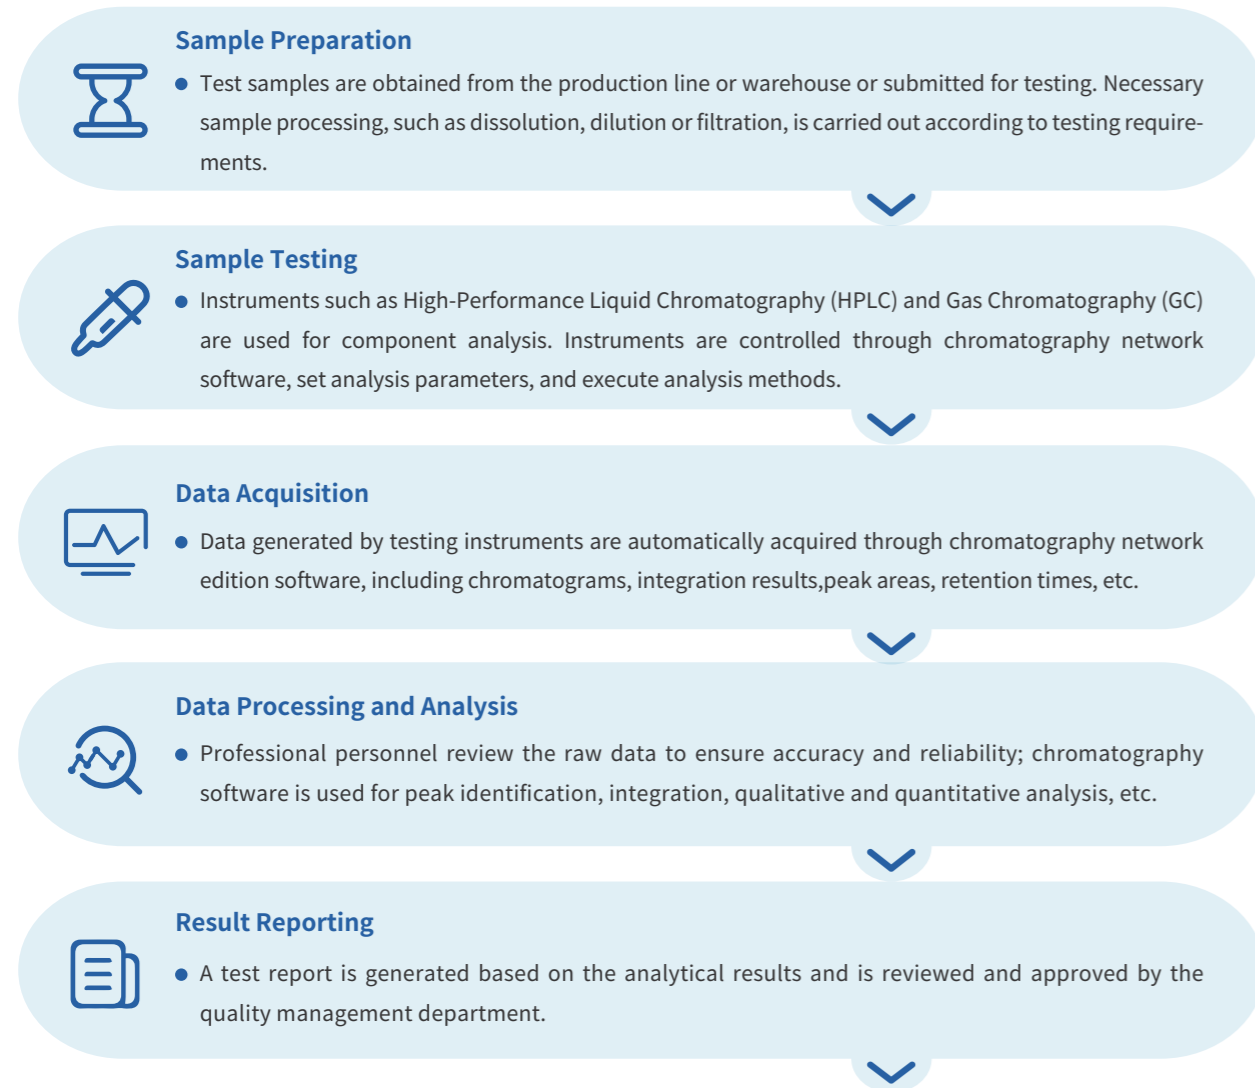 Sample Preparation
Test samples are obtained from the production line or warehouse or submitted for testing. Necessary
sample processing, such as dissolution, dilution or filtration, is carried out according to testing require-
ments.
Sample Testing
Instruments such as High-Performance Liquid Chromatography (HPLC) and Gas Chromatography (GC)
are used for component analysis. Instruments are controlled through chromatography network
software, set analysis parameters, and execute analysis methods.
Data Acquisition
Data generated by testing instruments are automatically acquired through chromatography network
edition software, including chromatograms, integration results,peak areas, retention times, etc.
Data Processing and Analysis
Professional personnel review the raw data to ensure accuracy and reliability; chromatography
software is used for peak identification, integration, qualitative and quantitative analysis, etc.
Result Reporting
A test report is generated based on the analytical results and is reviewed and approved by the
quality management department.